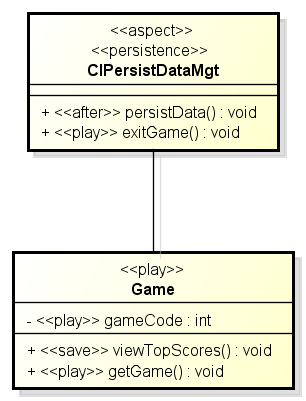 <<aspect>>
<<persistence>>
CIPersistDataMgt
+ <<after>> persistData() : void
+ <<play>> exitGame() : void
<<play>>
Game
- <<play>> gameCode : int
+ <<save>> viewTopScores() : void
+ <<play>> getGame() : void